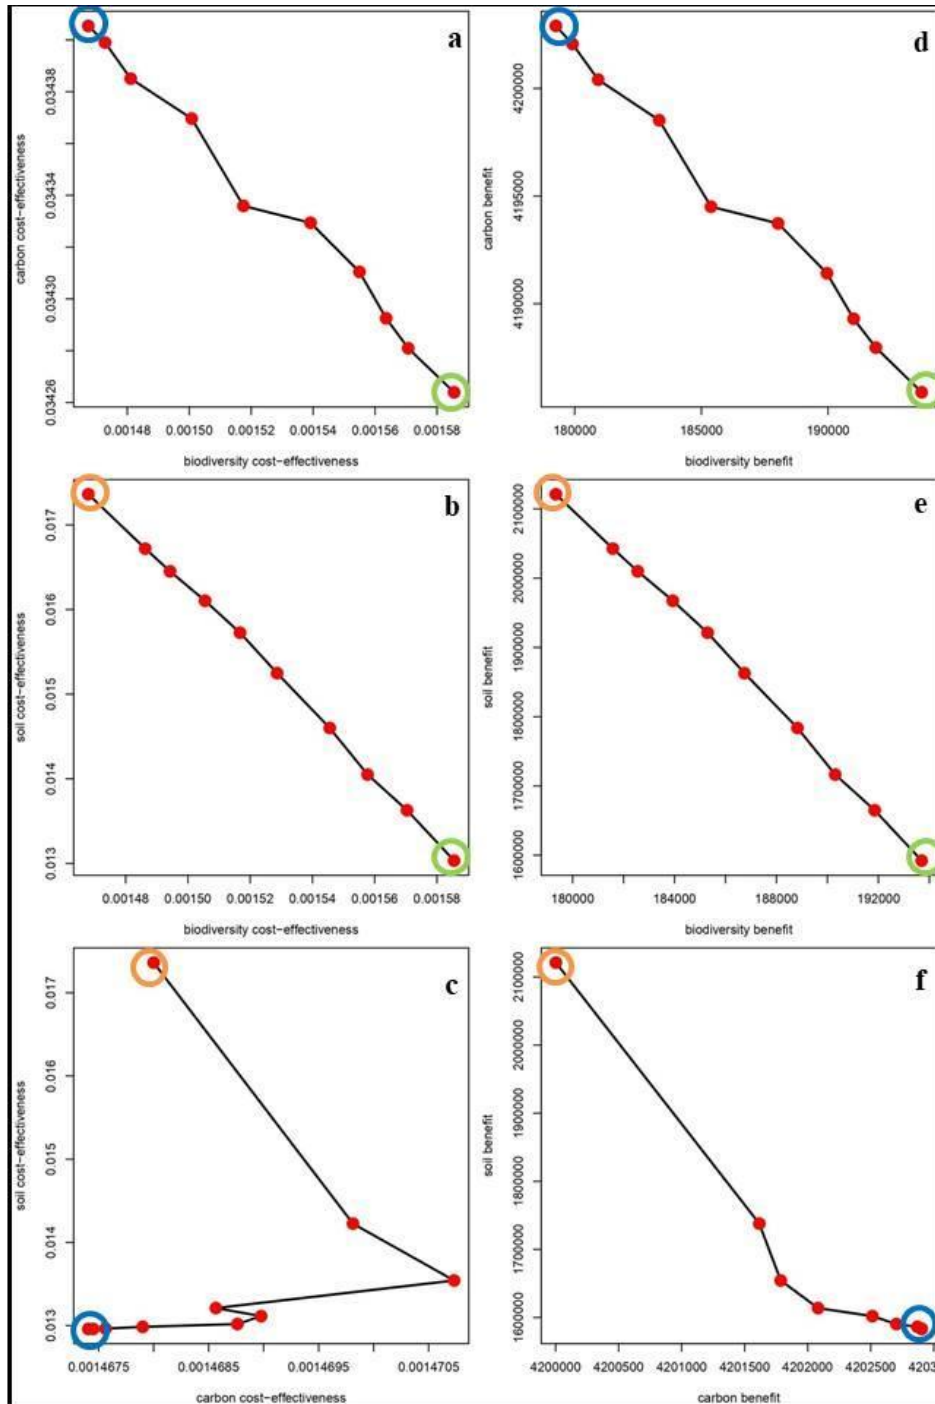 a
carbon cost−effectiveness
0.03426 0.03430 0.03434 0.03438
0.00148 0.00150 0.00152 0.00154 0.00156 0.00158
biodiversity cost−effectiveness
d
carbon benefit
4190000 4195000 4200000
180000 185000 190000
biodiversity benefit
b
soil cost−effectiveness
0.013 0.014 0.015 0.016 0.017
0.00148 0.00150 0.00152 0.00154 0.00156 0.00158
biodiversity cost−effectiveness
e
soil benefit
1600000 1700000 1800000 1900000 2000000 2100000
180000 184000 188000 192000
biodiversity benefit
c
soil cost−effectiveness
0.013 0.014 0.015 0.016 0.017
0.0014675 0.0014685 0.0014695 0.0014705
carbon cost−effectiveness
f
soil benefit
1600000 1700000 1800000 1900000 2000000 2100000
4200000 4200500 4201000 4201500 4202000 4202500 4203
carbon benefit